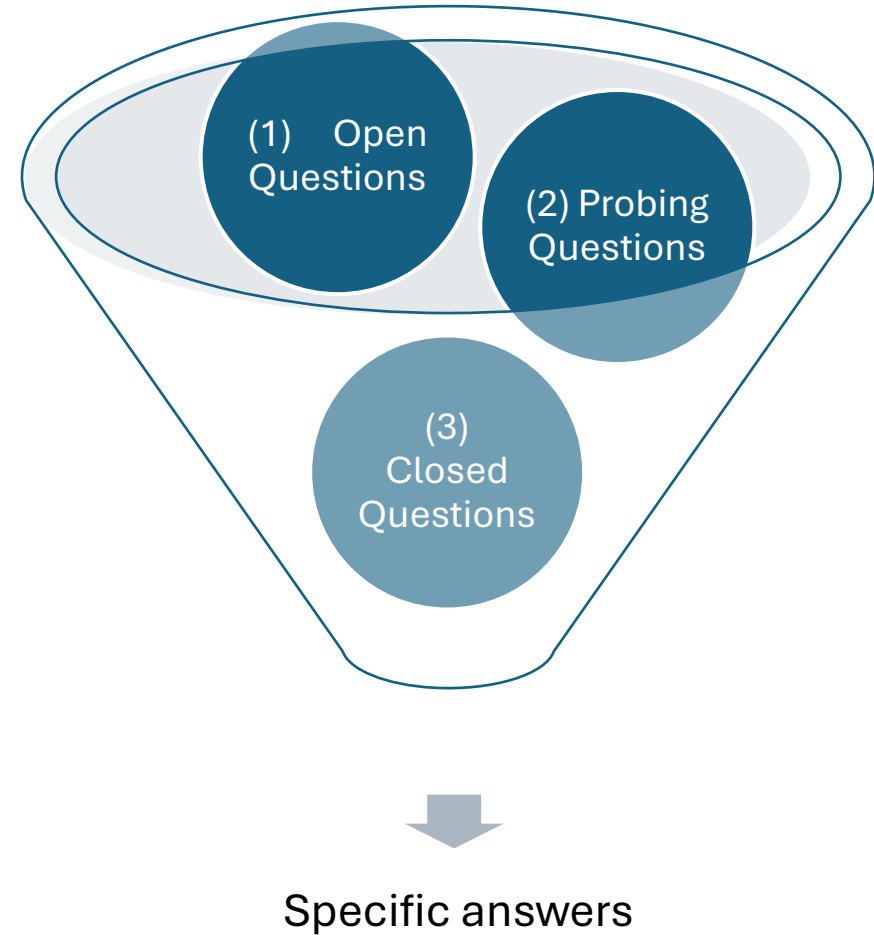 (1) Open
Questions
(2) Probing
Questions
(3)
Closed
Questions
Specific answers